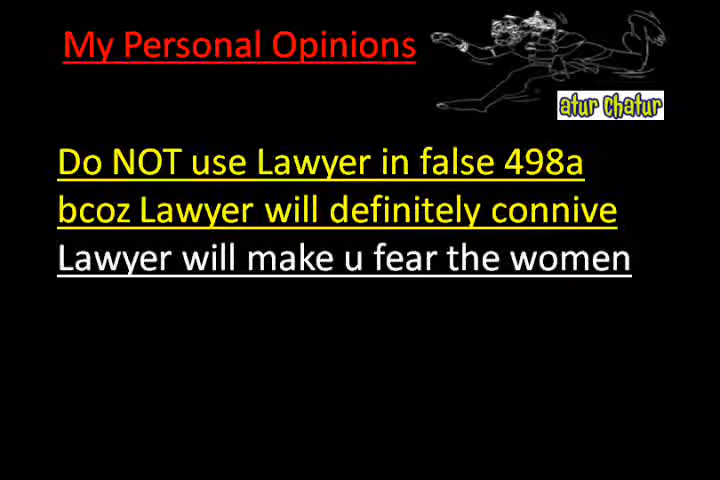 My Personal Opinions
atur chatur
Do NOT use Lawyer in false 498a
bcoz Lawyer will definitely connive
Lawyer will make u fear the women